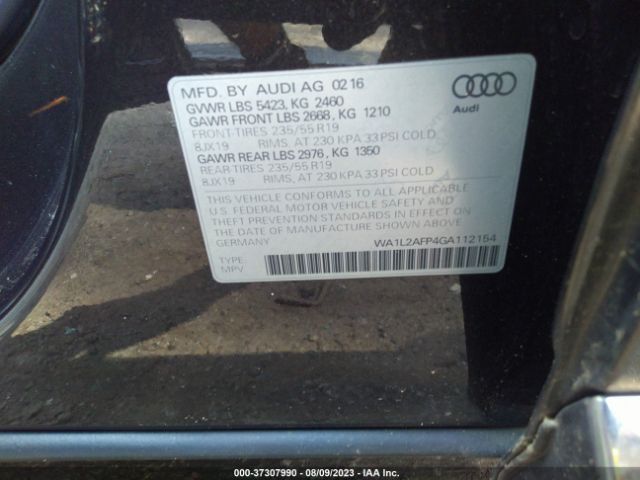 MFD. BY AUDI AG 0216
GVWR LBS 5423, KG 2460
GAWR FRONT LBS 2668, KG 1210
FRONT-TIRES 235/55 R19
8JX19 RIMS, AT 230 KPA 33 PSI COLD
GAWR REAR LBS 2976, KG 1350
REAR-TIRES 235/55 R19
8JX19 RIMS, AT 230 KPA 33 PSI COLD
Audi
THIS VEHICLE CONFORMS TO ALL APPLICABLE
U.S. FEDERAL MOTOR VEHICLE SAFETY AND
THEFT PREVENTION STANDARDS IN EFFECT ON
THE DATE OF MANUFACTURE SHOWN ABOVE.
GERMANY WA1L2AFP4GA112154
TYPE:
MPV
000-37307990 - 08/09/2023 - IAA Inc.